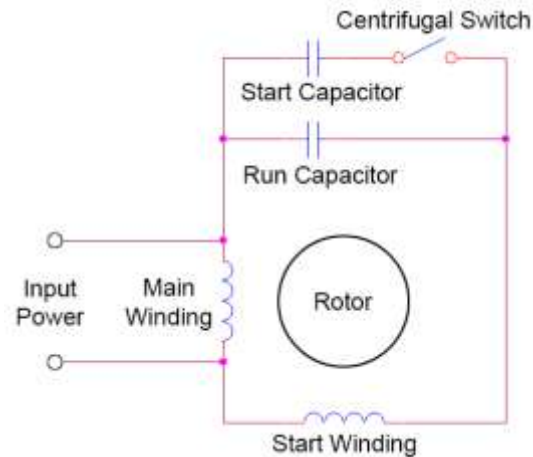 Centrifugal Switch
Start Capacitor
Run Capacitor
Input
Power
Main
Winding
Rotor
Start Winding